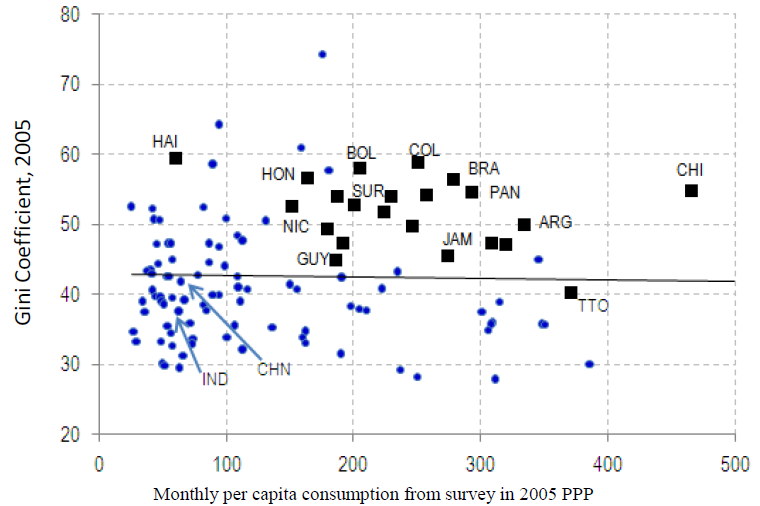 80
70
60
50
40
30
20
Gini Coefficient, 2005
HAI
HON
BOL
COL
BRA
CHI
SUR
PAN
NIC
ARG
JAM
GUY
TTO
CHN
IND
0 100 200 300 400 500
Monthly per capita consumption from survey in 2005 PPP